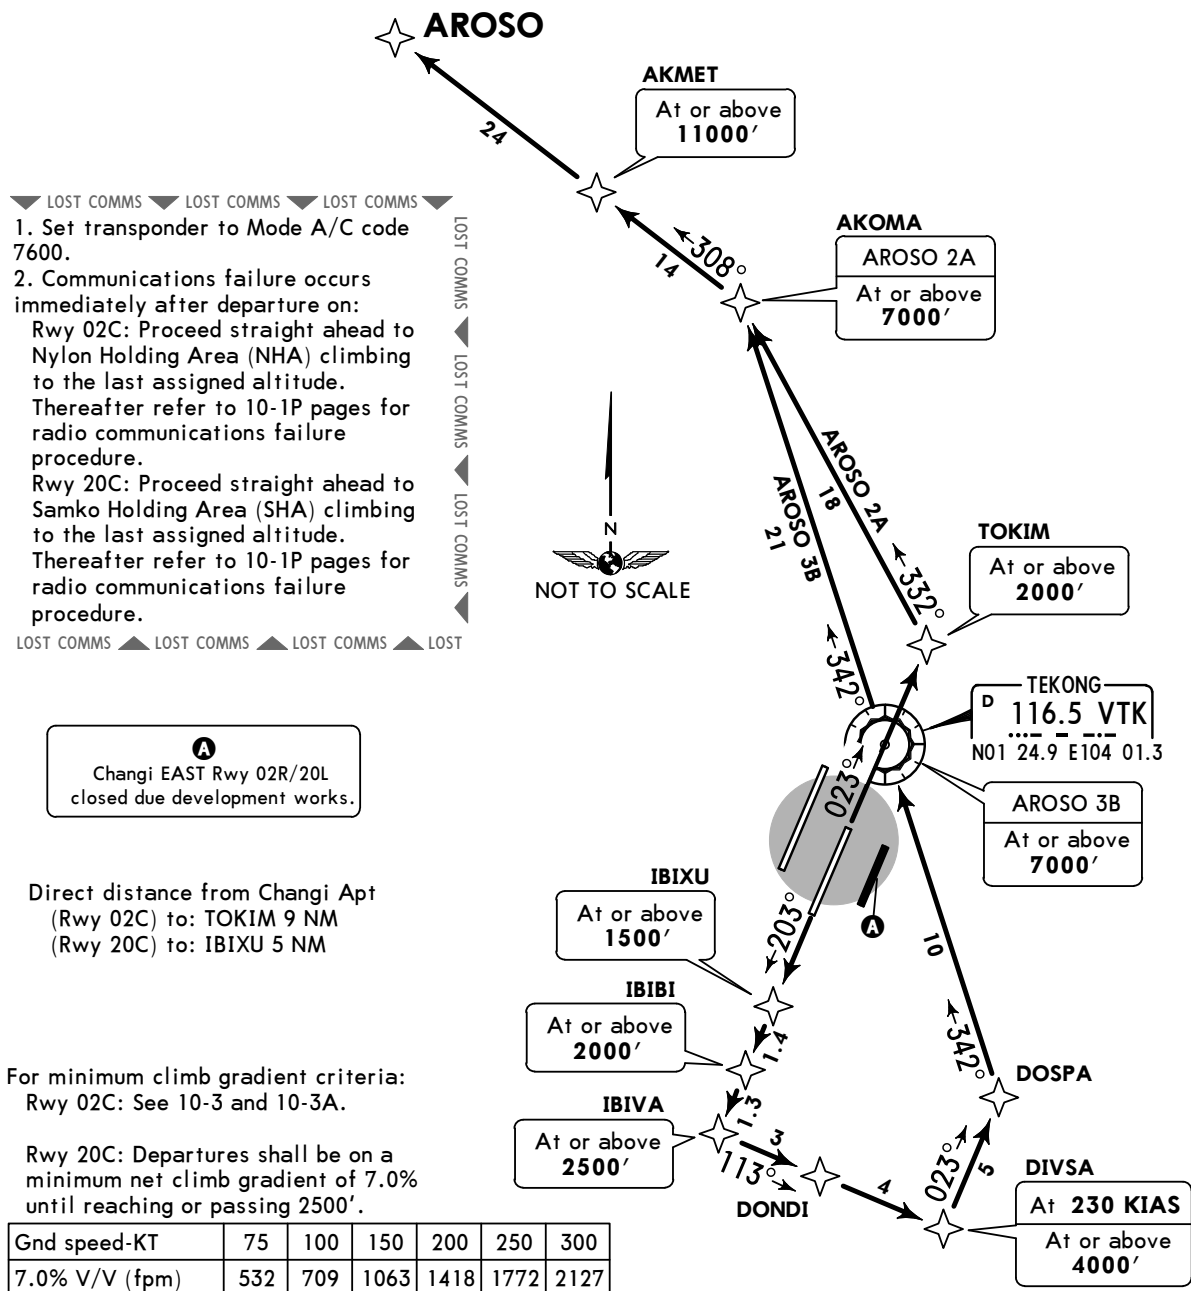 AROSO
AKMET
At or above
11000′
24
LOST COMMS LOST COMMS LOST COMMS
1. Set transponder to Mode A/C code
7600.
2. Communications failure occurs
immediately after departure on:
Rwy 02C: Proceed straight ahead to
Nylon Holding Area (NHA) climbing
to the last assigned altitude.
Thereafter refer to 10-1P pages for
radio communications failure
procedure.
Rwy 20C: Proceed straight ahead to
Samko Holding Area (SHA) climbing
to the last assigned altitude.
Thereafter refer to 10-1P pages for
radio communications failure
procedure.
LOST COMMS
LOST COMMS
LOST COMMS
LOST COMMS LOST COMMS LOST COMMS LOST
308°
14
AKOMA
AROSO 2A
At or above
7000′
N
NOT TO SCALE
AROSO 3B
21
AROSO 2A
18
332°
342°
TOKIM
At or above
2000′
TEKONG
D 116.5 VTK
N01 24.9 E104 01.3
AROSO 3B
At or above
7000′
A
Changi EAST Rwy 02R/20L
closed due development works.
023°
A
Direct distance from Changi Apt
(Rwy 02C) to: TOKIM 9 NM
(Rwy 20C) to: IBIXU 5 NM
IBIXU
At or above
1500′
203°
10
IBIBI
At or above
2000′
1.4
IBIVA
At or above
2500′
1.3
3
113°
DONDI
4
342°
DOSPA
023°
5
DIVSA
At 230 KIAS
At or above
4000′
For minimum climb gradient criteria:
Rwy 02C: See 10-3 and 10-3A.
Rwy 20C: Departures shall be on a
minimum net climb gradient of 7.0%
until reaching or passing 2500′.
Gnd speed-KT 75 100 150 200 250 300
7.0% V/V (fpm) 532 709 1063 1418 1772 2127